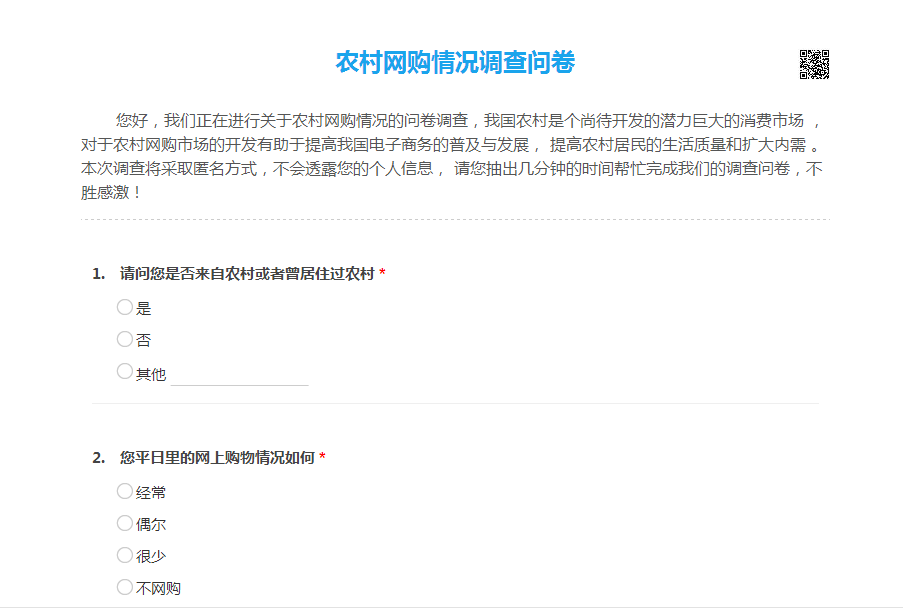 农村网购情况调查问卷
您好，我们正在进行关于农村网购情况的问卷调查，我国农村是个尚待开发的潜力巨大的消费市场 ，
对于农村网购市场的开发有助于提高我国电子商务的普及与发展 ， 提高农村居民的生活质量和扩大内需 。
本次调查将采取匿名方式，不会透露您的个人信息 ， 请您抽出几分钟的时间帮忙完成我们的调查问卷，不
胜感激！
1. 请问您是否来自农村或者曾居住过农村 *
是
否
其他
2. 您平日里的网上购物情况如何 *
经常
偶尔
很少
不网购